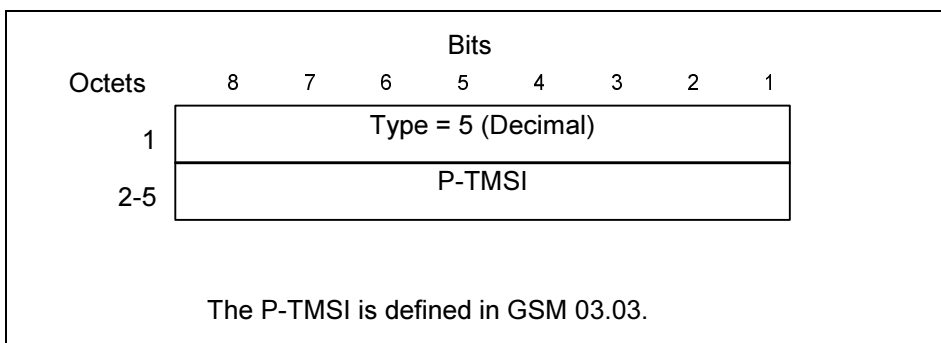 Bits
Octets 8 7 6 5 4 3 2 1
1 Type = 5 (Decimal)
2-5 P-TMSI
The P-TMSI is defined in GSM 03.03.